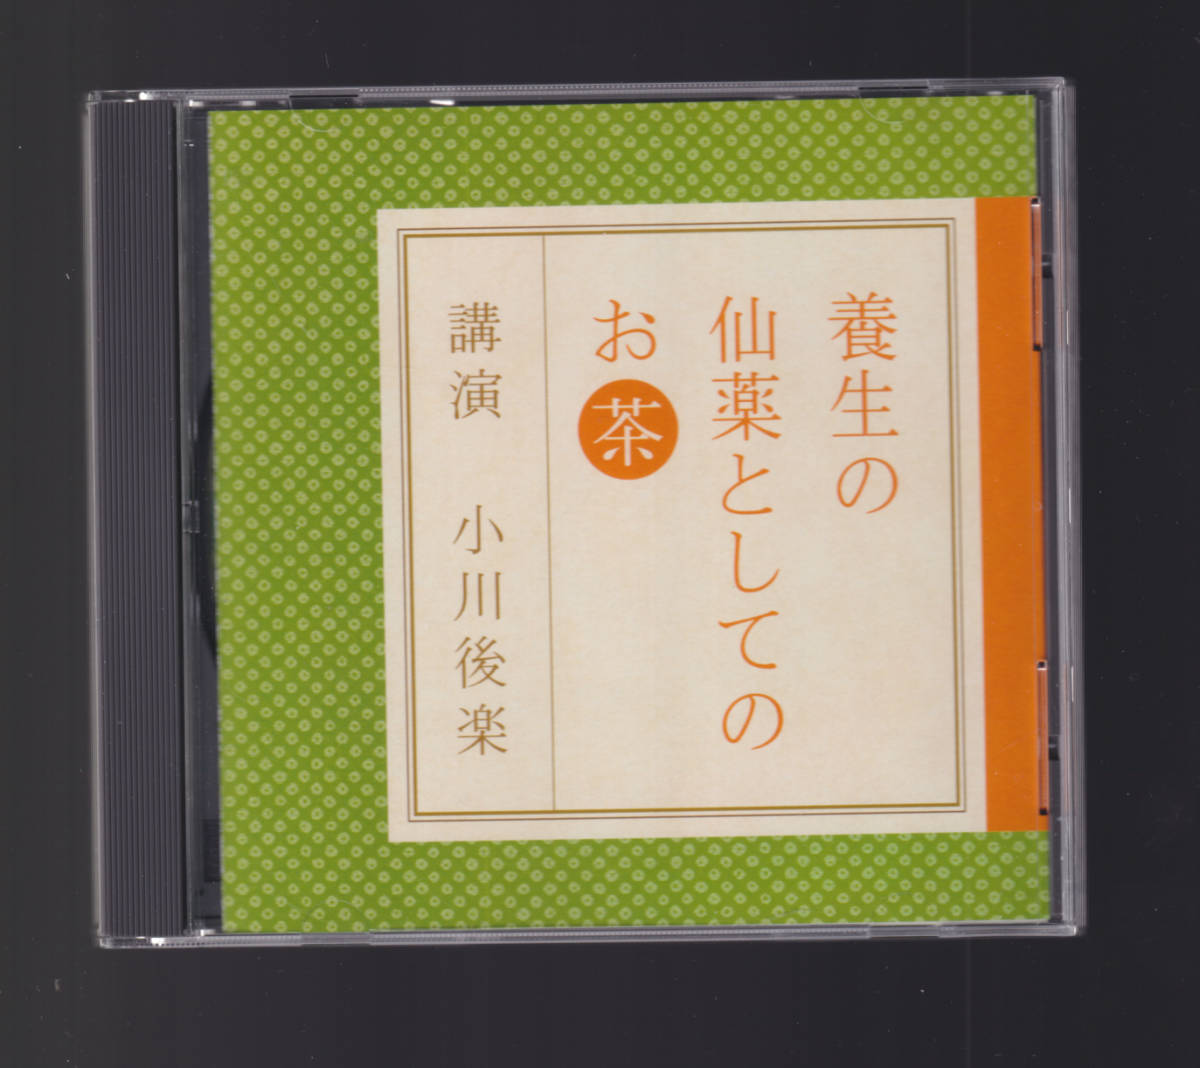 養生の
仙薬としての
お茶
講演 小川後楽